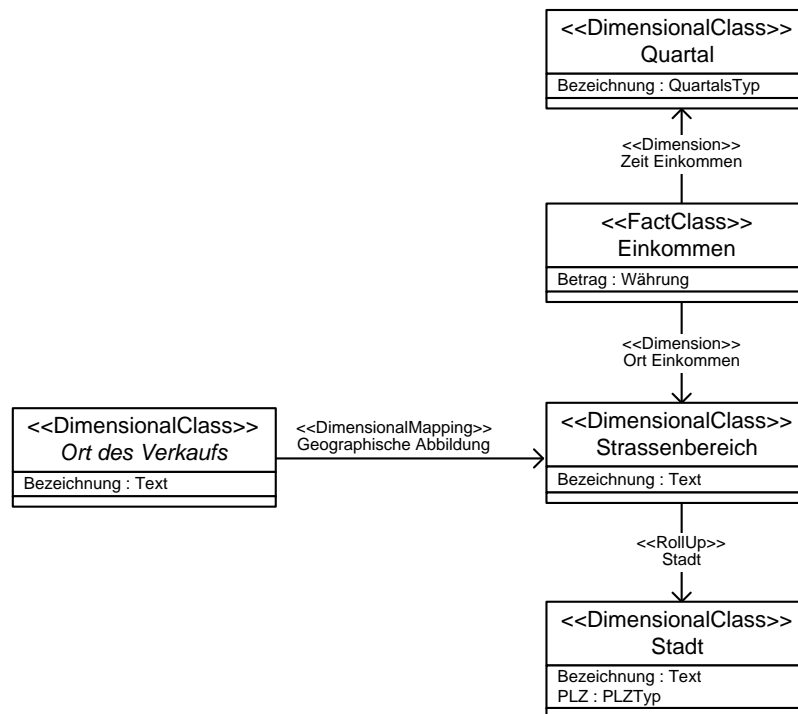 <<DimensionalClass>>
Quartal
Bezeichnung : QuartalsTyp
<<Dimension>>
Zeit Einkommen
<<FactClass>>
Einkommen
Betrag : Währung
<<Dimension>>
Ort Einkommen
<<DimensionalClass>>
Ort des Verkaufs
Bezeichnung : Text
<<DimensionalMapping>>
Geographische Abbildung
<<DimensionalClass>>
Strassenbereich
Bezeichnung : Text
<<RollUp>>
Stadt
<<DimensionalClass>>
Stadt
Bezeichnung : Text
PLZ : PLZTyp